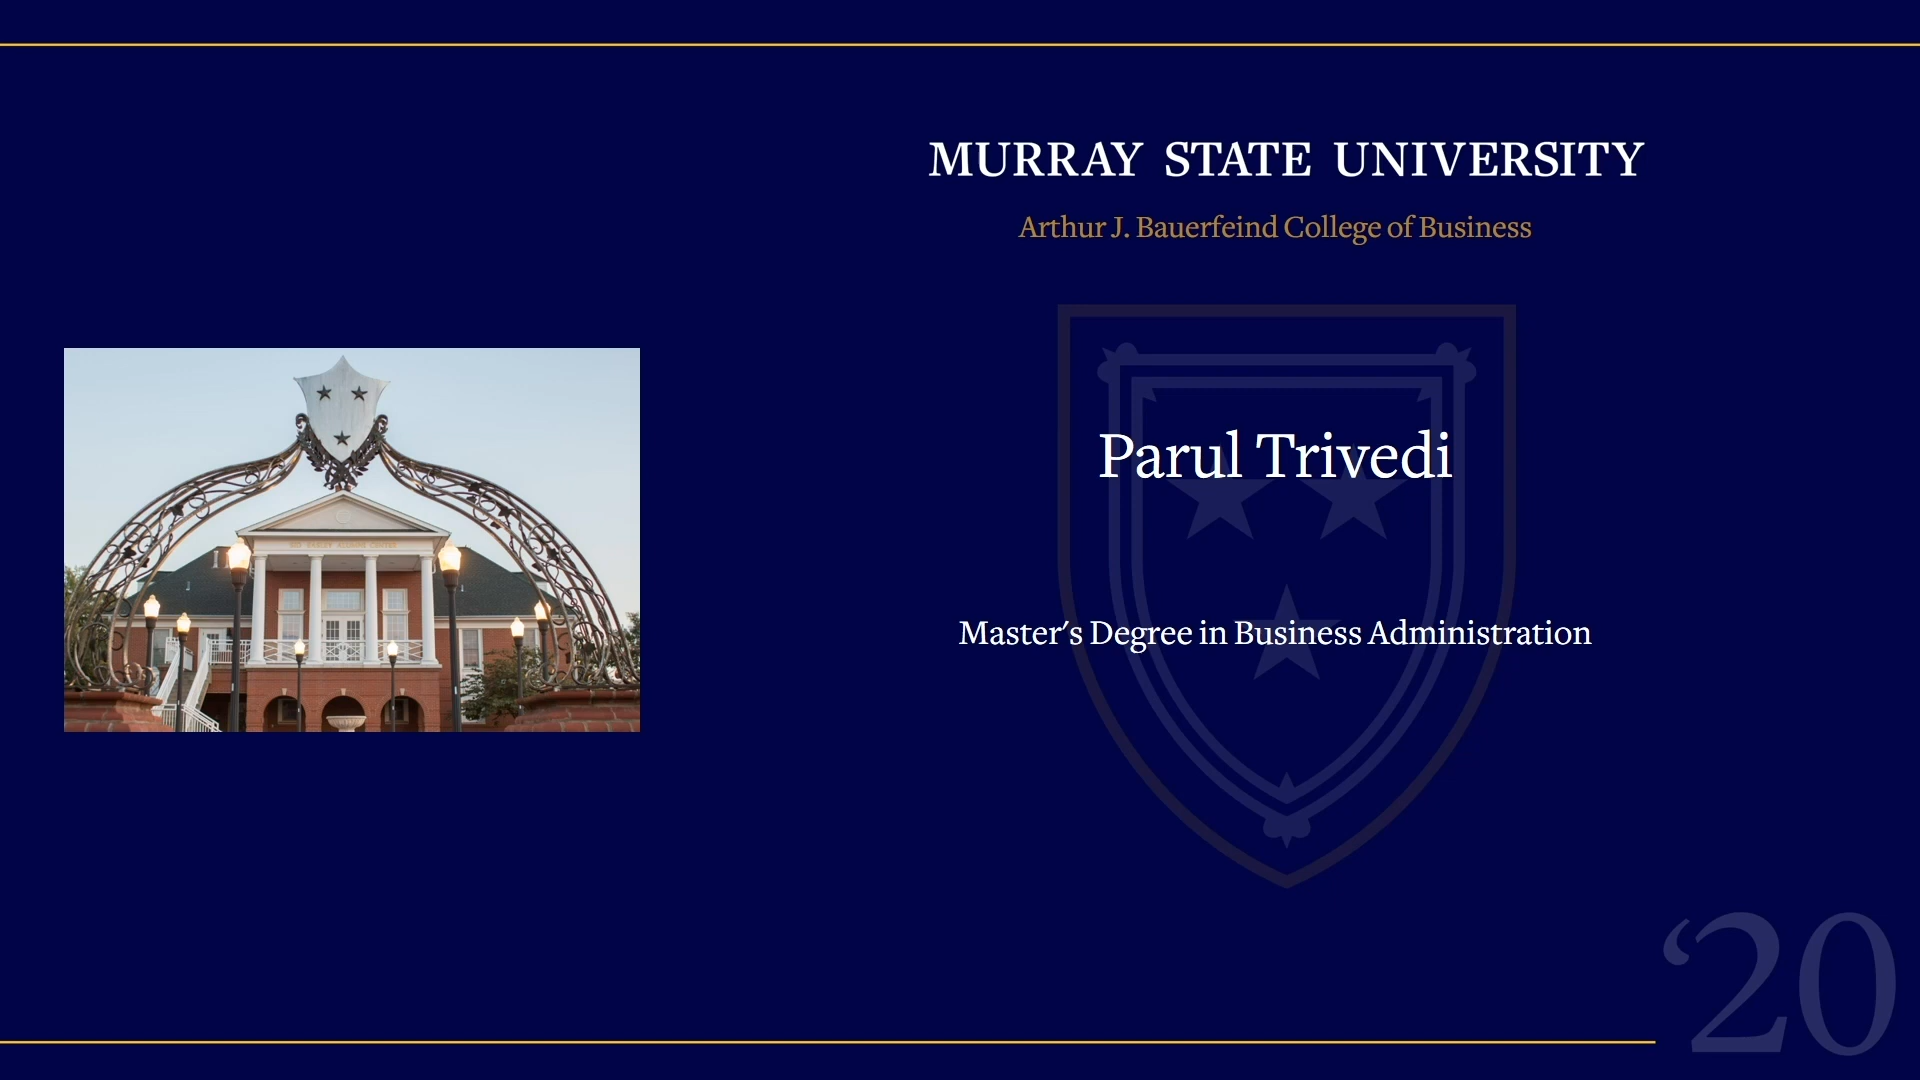 MURRAY STATE UNIVERSITY
Arthur J. Bauerfeind College of Business
Parul Trivedi
Master's Degree in Business Administration
‘20